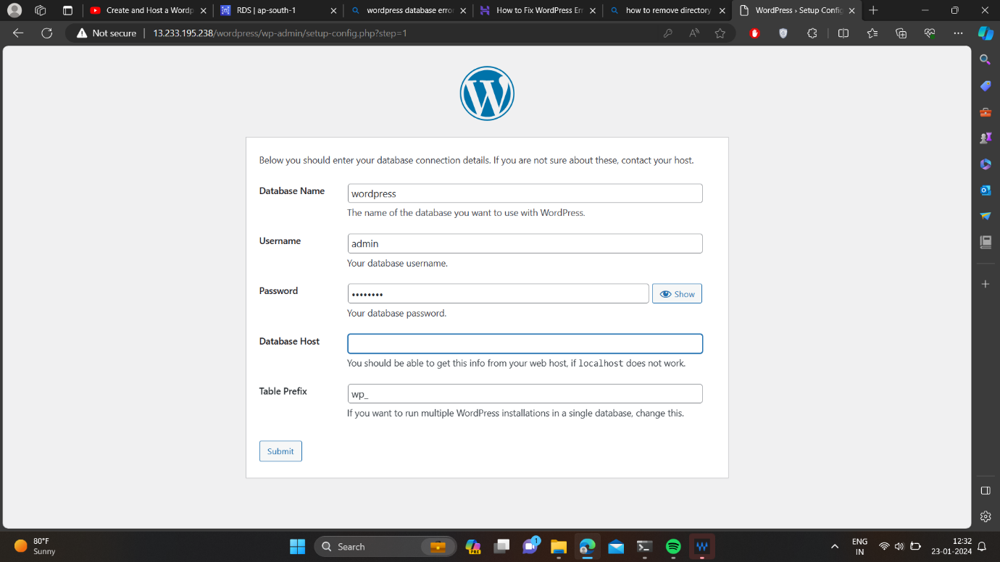 Create and Host a Wordp
RDS | ap-south-1
wordpress database erro
How to Fix WordPress Er
how to remove directory
WordPress › Setup Config
Not secure
13.233.195.238/wordpress/wp-admin/setup-config.php?step=1
Below you should enter your database connection details. If you are not sure about these, contact your host.
Database Name
wordpress
The name of the database you want to use with WordPress.
Username
admin
Your database username.
Password
••••••••
Show
Your database password.
Database Host
You should be able to get this info from your web host, if localhost does not work.
Table Prefix
wp_
If you want to run multiple WordPress installations in a single database, change this.
Submit
80°F
Sunny
Search
PRE
1
ENG
IN
12:32
23-01-2024